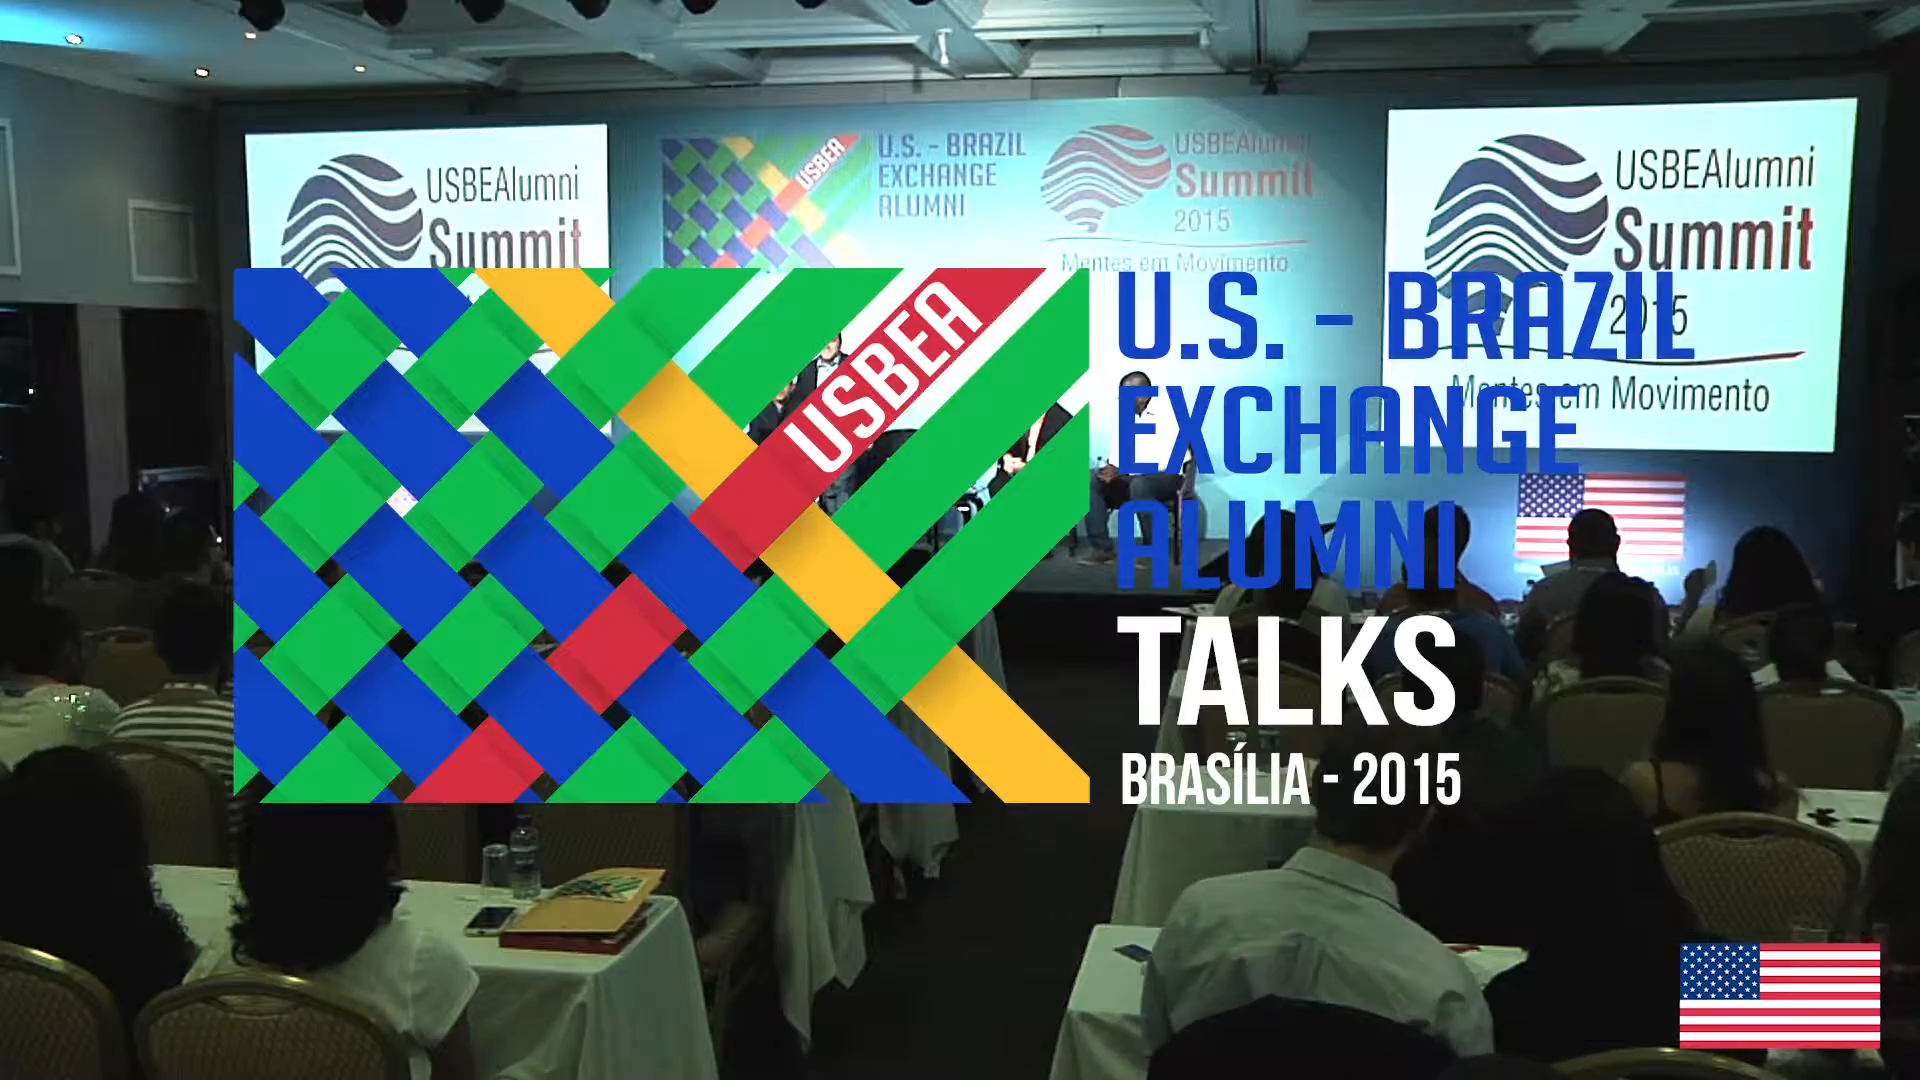 USBEAlumni
Summit
USBEA
U.S. - BRAZIL
EXCHANGE
ALUMNI
USBEAlumni
Summit
2015
Mentes em Movimento
USBEAlumni
Summit
2015
Mentes em Movimento
USBEA
U.S. - BRAZIL
EXCHANGE
ALUMNI
TALKS
BRASÍLIA - 2015